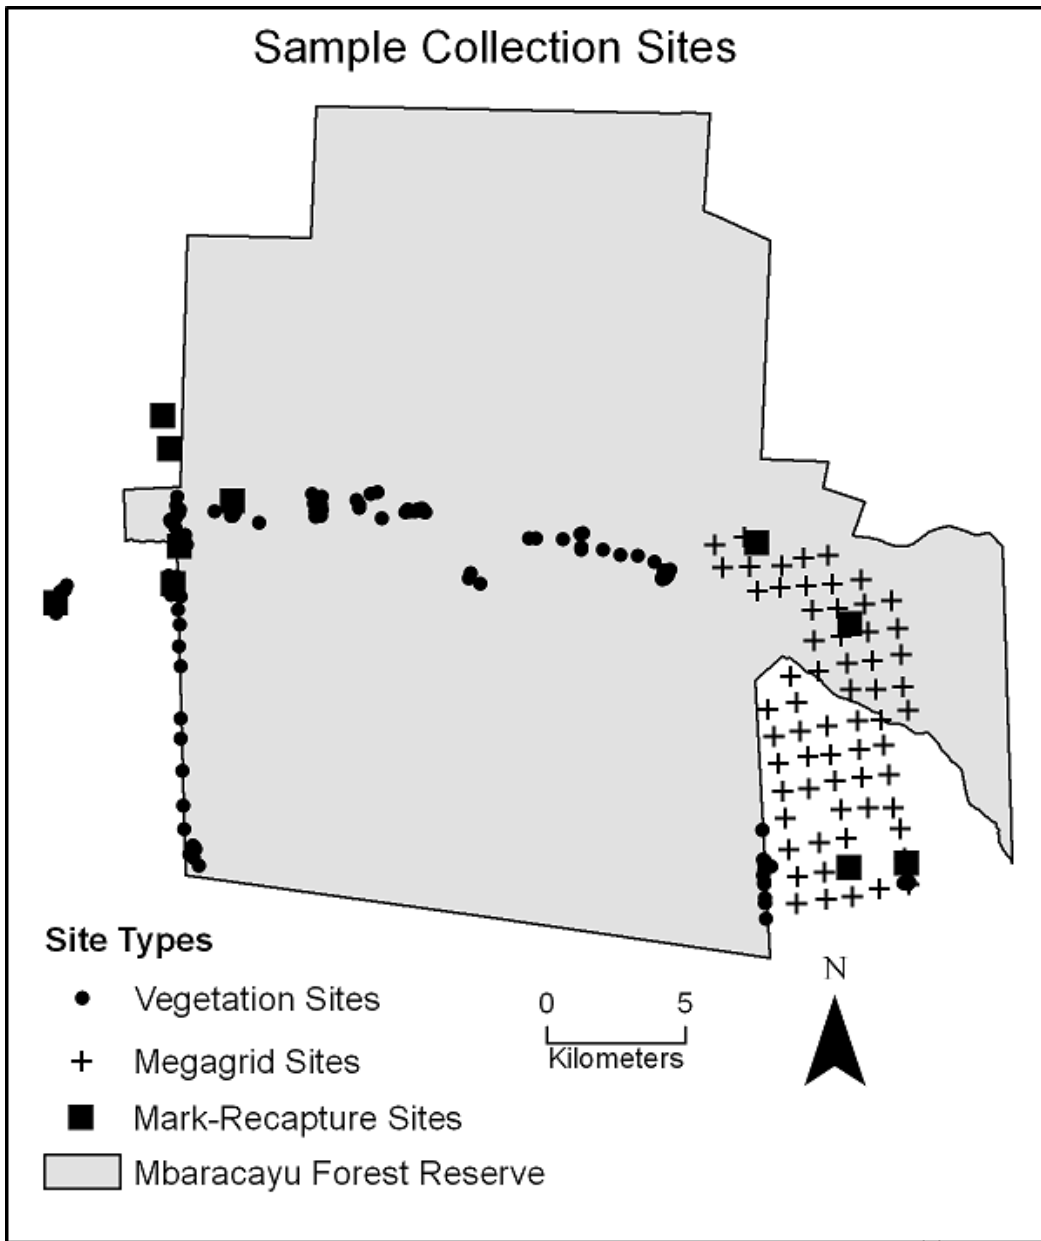 Sample Collection Sites
Site Types
Vegetation Sites
Megagrid Sites
Mark-Recapture Sites
Mbaracayu Forest Reserve
0 5
Kilometers
N